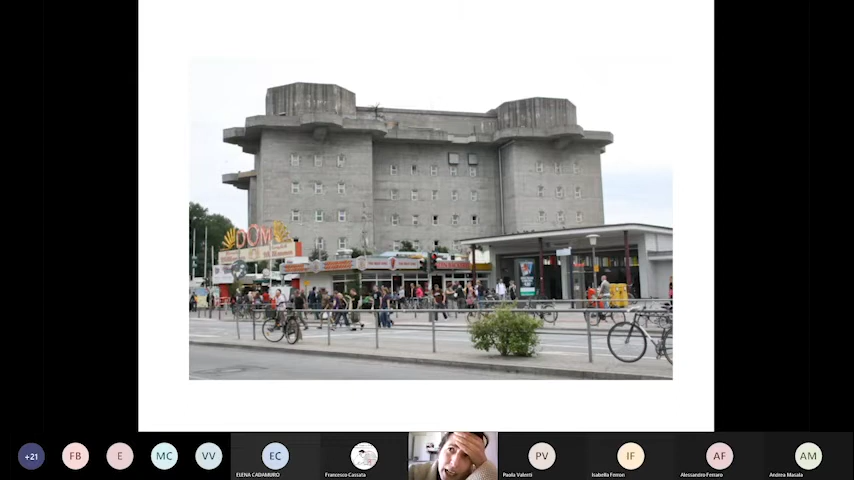 DOM
+21
FB
E
MC
VV
EC
PV
IF
AF
AM
ELENA CADAMURO
Francesco Cassata
Paola Valenti
Isabella Ferrari
Alessandro Ferraro
Andrea Masala